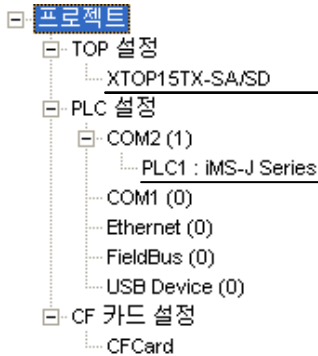 프로젝트
TOP 설정
XTOP15TX-SA/SD
PLC 설정
COM2 (1)
PLC1 : iMS-J Series
COM1 (0)
Ethernet (0)
FieldBus (0)
USB Device (0)
CF 카드 설정
CFCard